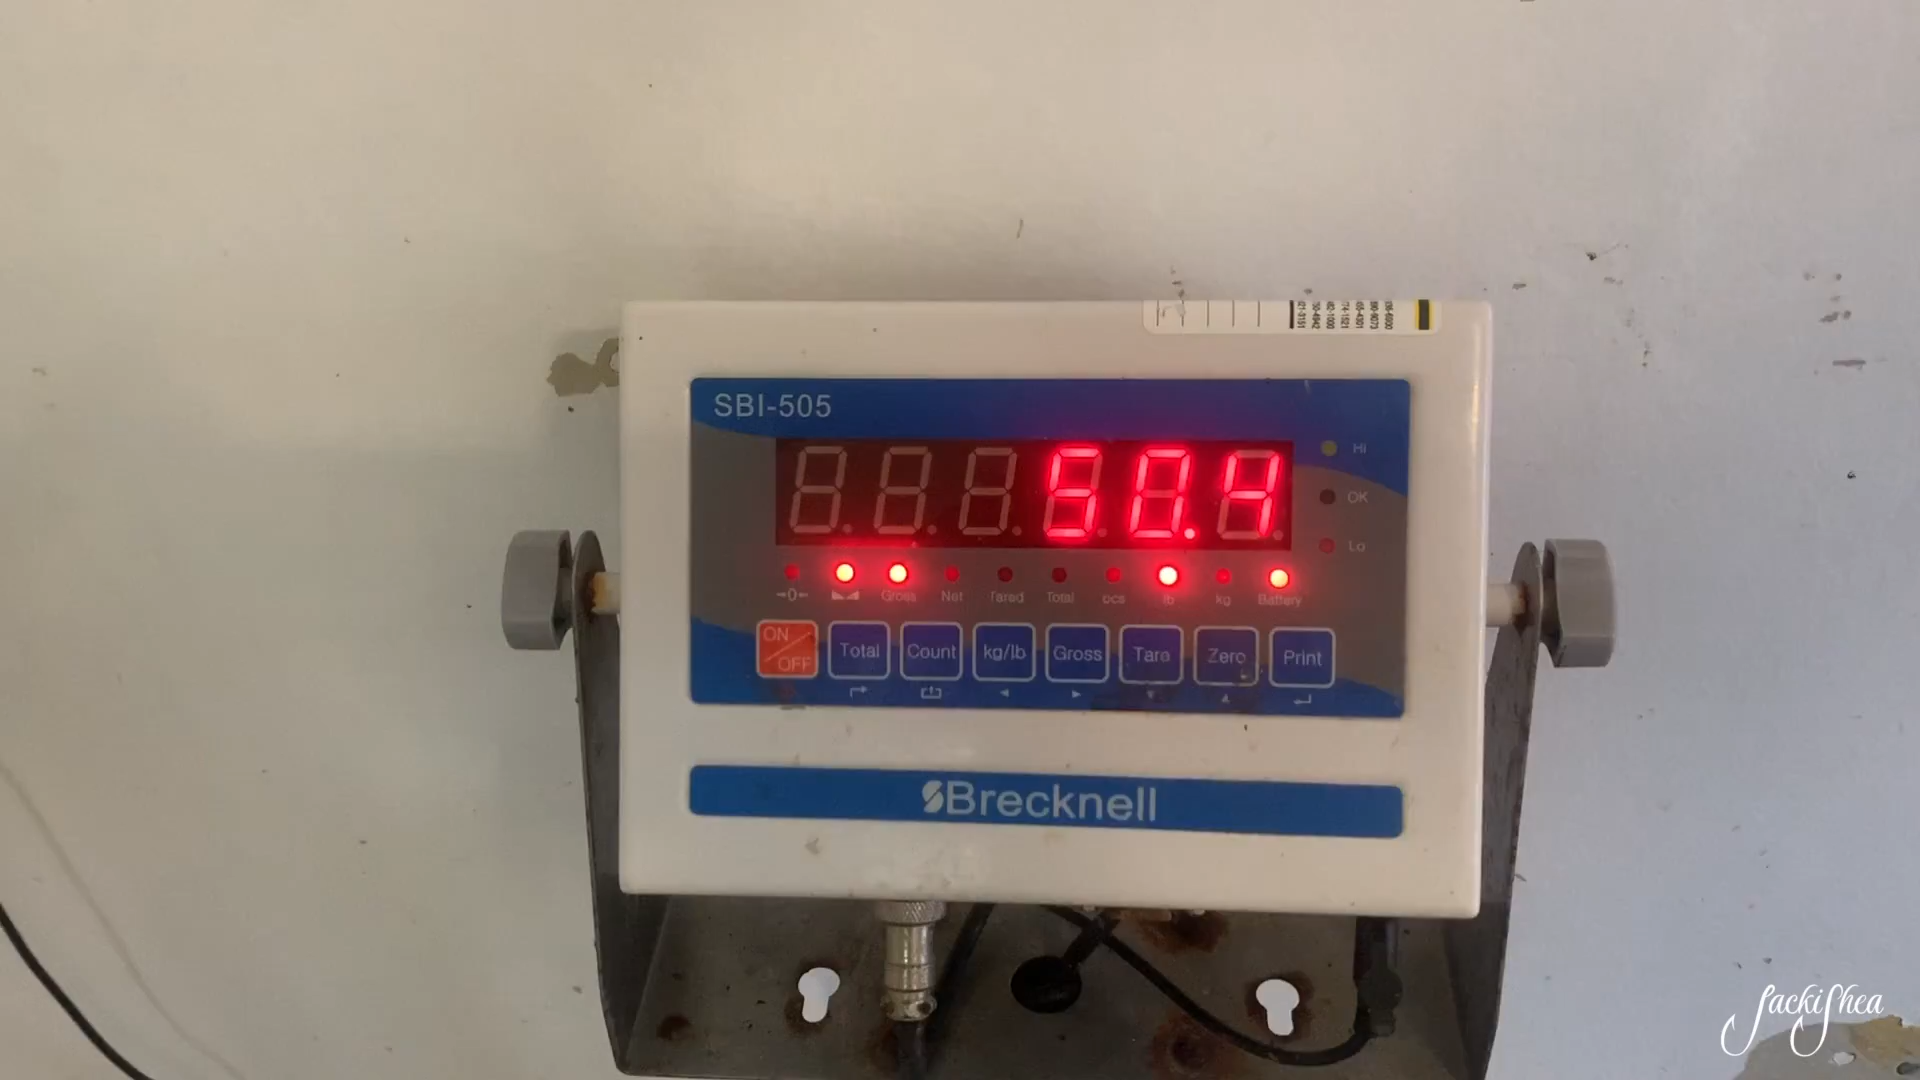 SBI-505
50.4
Hi
OK
Lo
→0← Gross Net Tared Total pcs lb kg Battery
ON/OFF Total Count kg/lb Gross Tare Zero Print
Brecknell
JackiShea